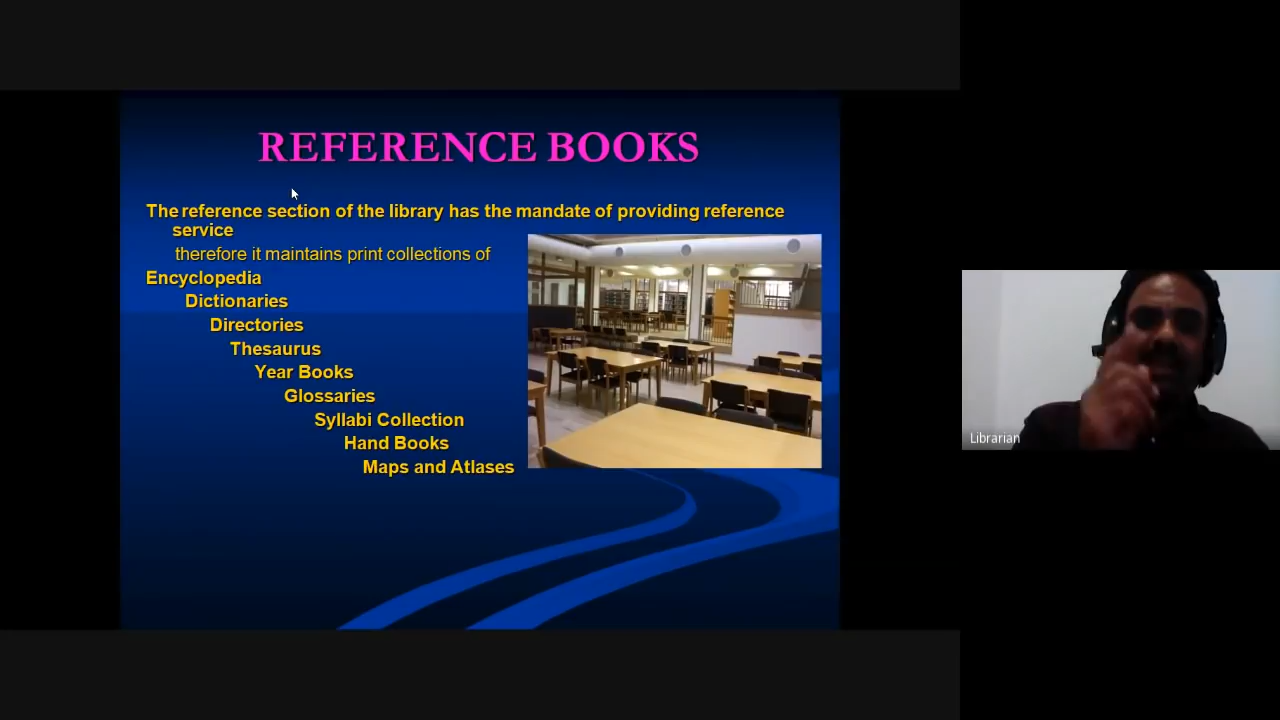 REFERENCE BOOKS
The reference section of the library has the mandate of providing reference
service
therefore it maintains print collections of
Encyclopedia
Dictionaries
Directories
Thesaurus
Year Books
Glossaries
Syllabi Collection
Hand Books
Maps and Atlases
Librarian